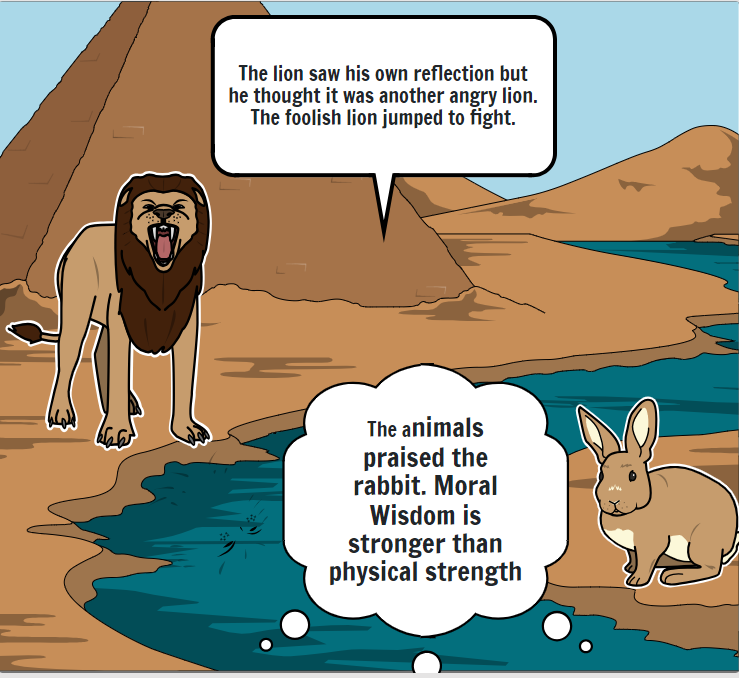 The lion saw his own reflection but
he thought it was another angry lion.
The foolish lion jumped to fight.
The animals
praised the
rabbit. Moral
Wisdom is
stronger than
physical strength